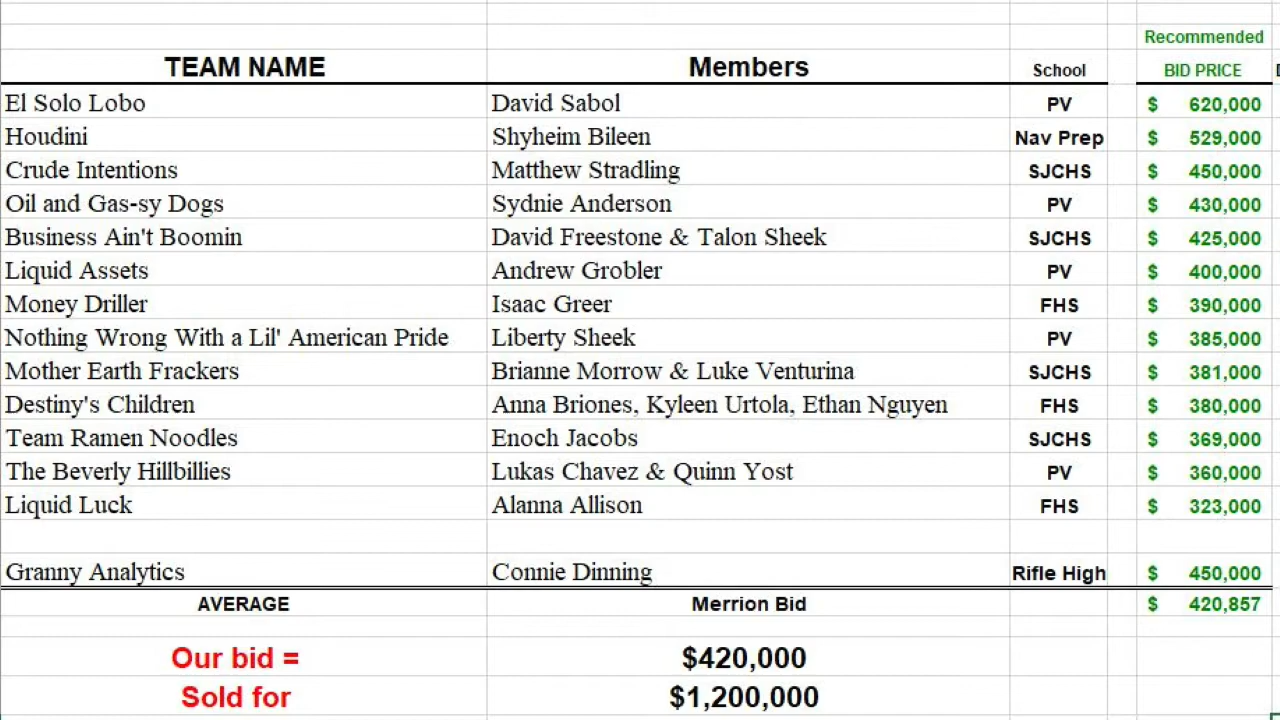 Recommended
TEAM NAME Members School BID PRICE
El Solo Lobo David Sabol PV $ 620,000
Houdini Shyheim Bileen Nav Prep $ 529,000
Crude Intentions Matthew Stradling SJCHS $ 450,000
Oil and Gas-sy Dogs Sydnie Anderson PV $ 430,000
Business Ain't Boomin David Freestone & Talon Sheek SJCHS $ 425,000
Liquid Assets Andrew Grobler PV $ 400,000
Money Driller Isaac Greer FHS $ 390,000
Nothing Wrong With a Lil' American Pride Liberty Sheek PV $ 385,000
Mother Earth Frackers Brianne Morrow & Luke Venturina SJCHS $ 381,000
Destiny's Children Anna Briones, Kyleen Urtola, Ethan Nguyen FHS $ 380,000
Team Ramen Noodles Enoch Jacobs SJCHS $ 369,000
The Beverly Hillbillies Lukas Chavez & Quinn Yost PV $ 360,000
Liquid Luck Alanna Allison FHS $ 323,000
Granny Analytics Connie Dinning Rifle High $ 450,000
AVERAGE Merrion Bid $ 420,857
Our bid = $420,000
Sold for $1,200,000